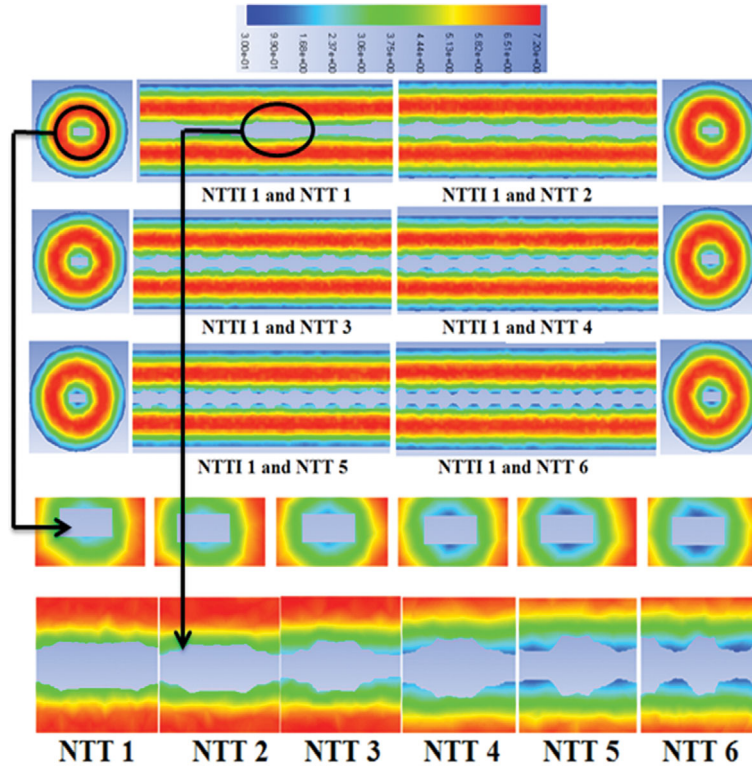 3.00e-01
9.90e-01
1.68e+00
2.37e+00
3.06e+00
3.75e+00
4.44e+00
5.13e+00
5.82e+00
6.51e+00
7.20e+00
NTTI 1 and NTT 1
NTTI 1 and NTT 2
NTTI 1 and NTT 3
NTTI 1 and NTT 4
NTTI 1 and NTT 5
NTTI 1 and NTT 6
NTT 1
NTT 2
NTT 3
NTT 4
NTT 5
NTT 6